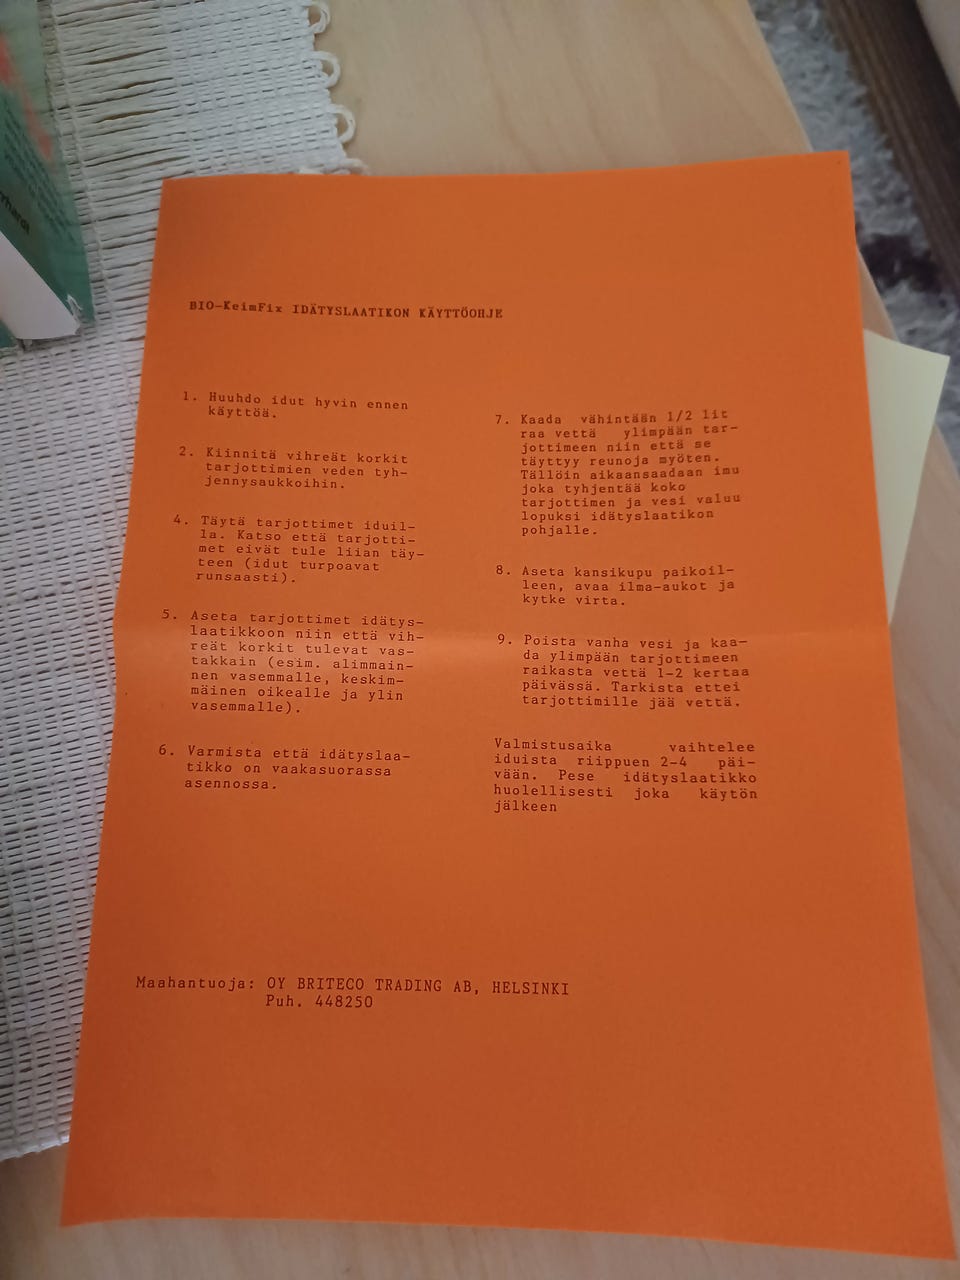 rhardt
BIO-KeimFix IDÄTYSLAATIKON KÄYTTÖOHJE
1. Huuhdo idut hyvin ennen
käyttöä.
2. Kiinnitä vihreät korkit
tarjottimien veden tyh-
jennysaukkoihin.
4. Täytä tarjottimet iduil-
la. Katso että tarjotti-
met eivät tule liian täy-
teen (idut turpoavat
runsaasti).
5. Aseta tarjottimet idätys-
laatikkoon niin että vih-
reät korkit tulevat vas-
takkain (esim. alimmai-
nen vasemmalle, keskim-
mäinen oikealle ja ylin
vasemmalle).
6. Varmista että idätyslaa-
tikko on vaakasuorassa
asennossa.
7. Kaada vähintään 1/2 lit
raa vettä ylimpään tar-
jottimeen niin että se
täyttyy reunoja myöten.
Tällöin aikaansaadaan imu
joka tyhjentää koko
tarjottimen ja vesi valuu
lopuksi idätyslaatikon
pohjalle.
8. Aseta kansikupu paikoil-
leen, avaa ilma-aukot ja
kytke virta.
9. Poista vanha vesi ja kaa-
da ylimpään tarjottimeen
raikasta vettä 1-2 kertaa
päivässä. Tarkista ettei
tarjottimille jää vettä.
Valmistusaika vaihtelee
iduista riippuen 2-4 päi-
vään. Pese idätyslaatikko
huolellisesti joka käytön
jälkeen
Maahantuoja: OY BRITECO TRADING AB, HELSINKI
Puh. 448250